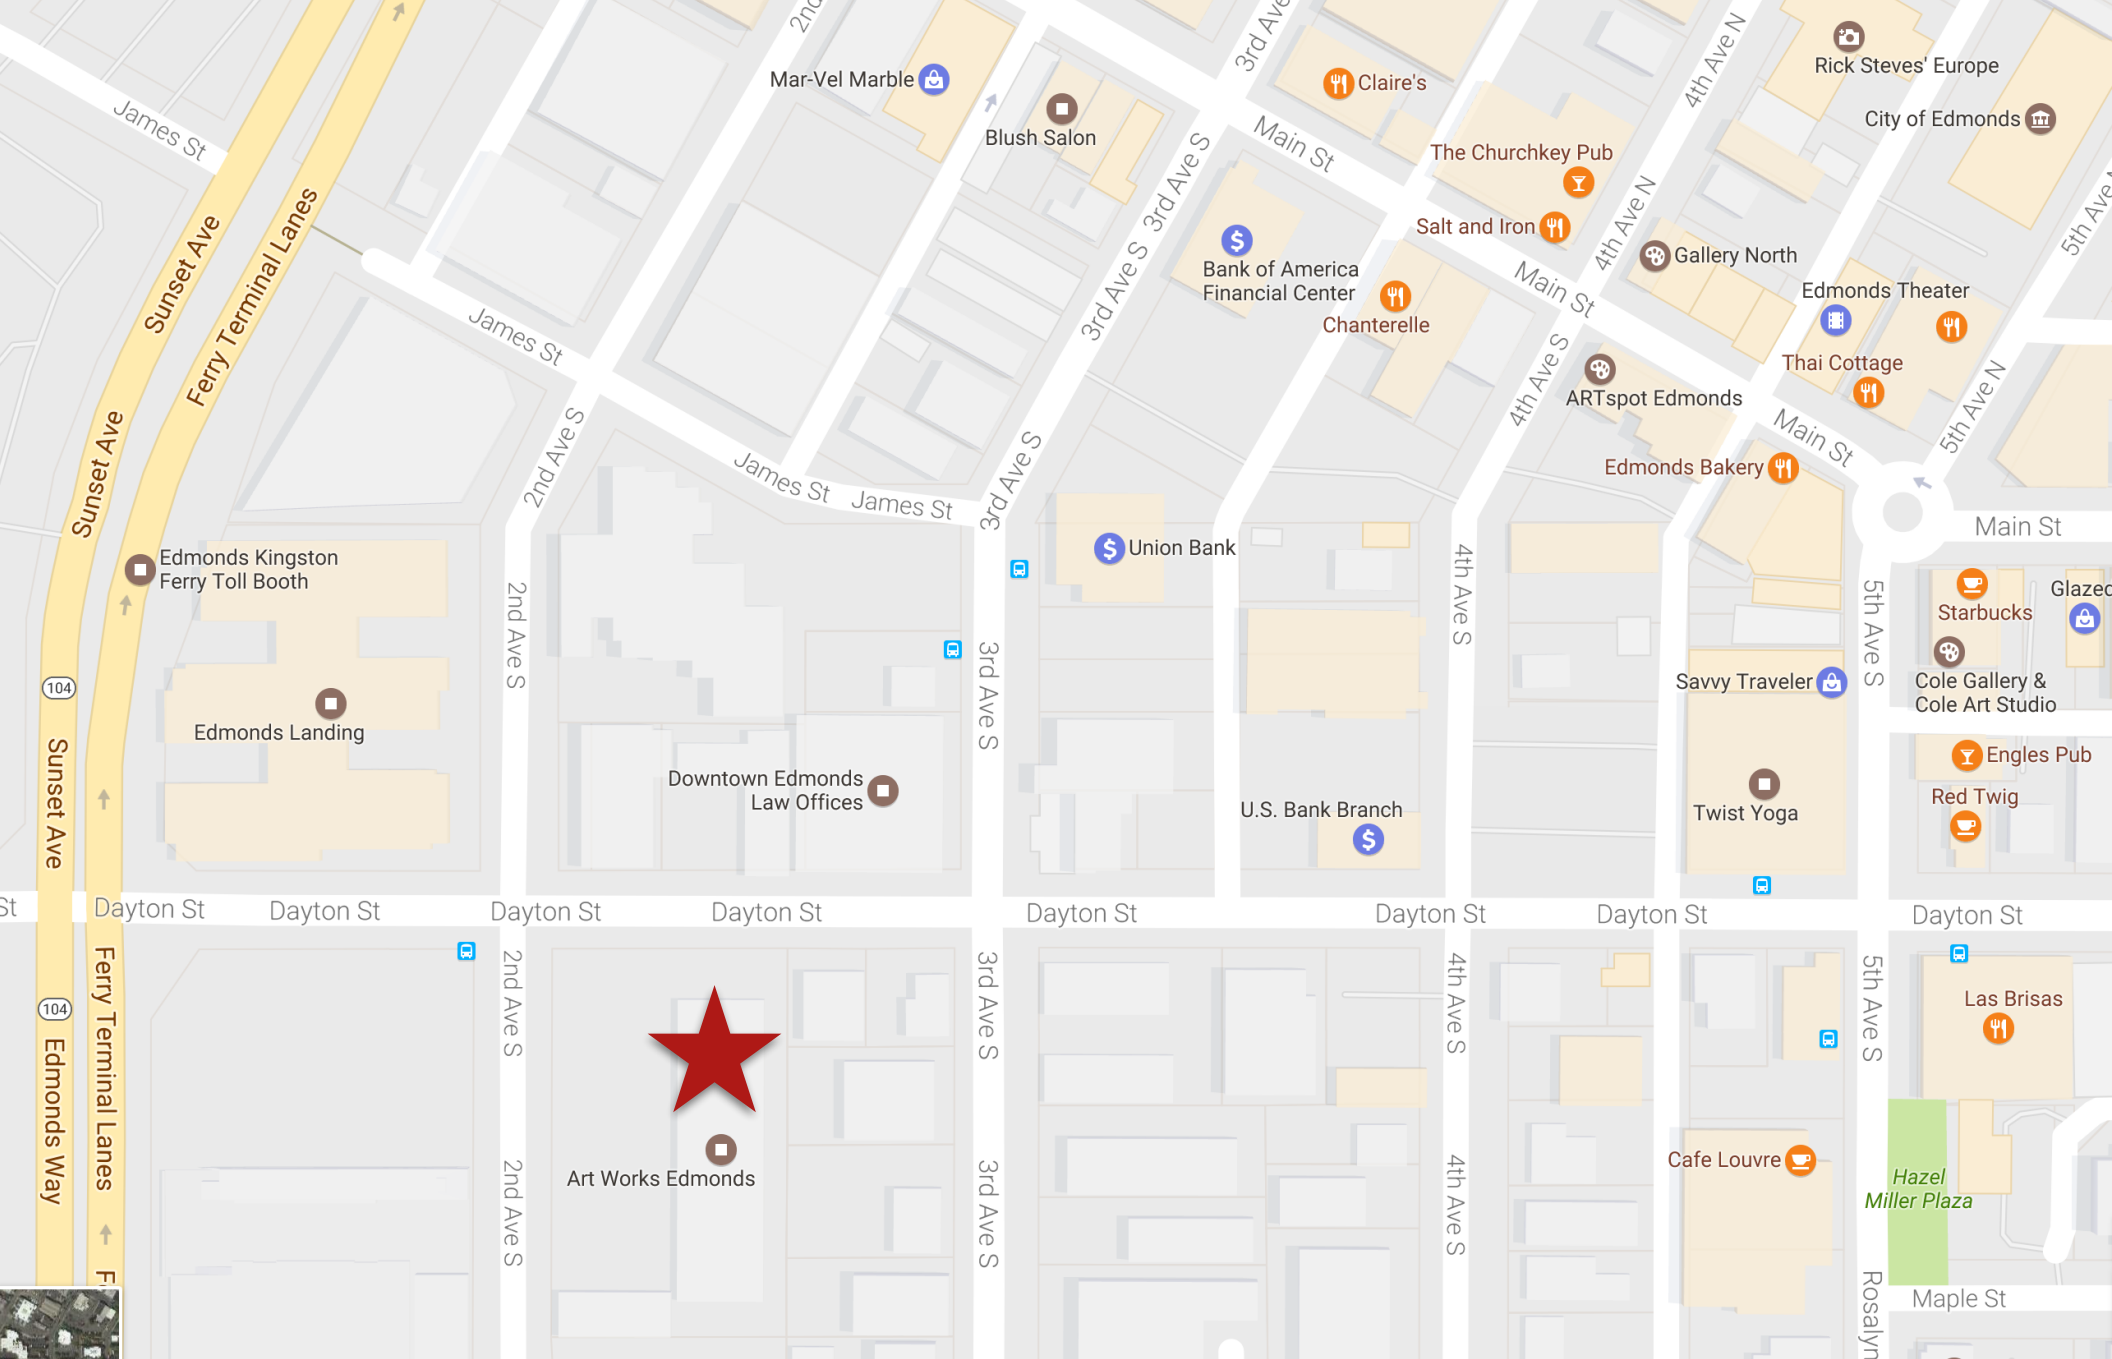 2nd
3rd Ave
4th Ave N
Rick Steves' Europe
Mar-Vel Marble
Claire's
James St
Blush Salon
Main St
City of Edmonds
The Churchkey Pub
3rd Ave S
Salt and Iron
4th Ave N
5th Ave N
Sunset Ave
Ferry Terminal Lanes
Bank of America
Financial Center
Gallery North
3rd Ave S
Main St
Edmonds Theater
James St
Chanterelle
Thai Cottage
4th Ave S
ARTspot Edmonds
5th Ave N
Main St
2nd Ave S
Sunset Ave
James St
James St
3rd Ave S
Edmonds Bakery
Main St
Edmonds Kingston
Ferry Toll Booth
Union Bank
4th Ave S
5th Ave S
Starbucks
2nd Ave S
3rd Ave S
Cole Gallery &
Cole Art Studio
104
Savvy Traveler
Edmonds Landing
Sunset Ave
Engles Pub
Downtown Edmonds
Law Offices
U.S. Bank Branch
Twist Yoga
Red Twig
St
Dayton St
Dayton St
Dayton St
Dayton St
Dayton St
Dayton St
Dayton St
Dayton St
2nd Ave S
3rd Ave S
4th Ave S
5th Ave S
Las Brisas
104
Ferry Terminal Lanes
Edmonds Way
Art Works Edmonds
2nd Ave S
3rd Ave S
4th Ave S
Cafe Louvre
Hazel
Miller Plaza
Maple St
Rosalyn